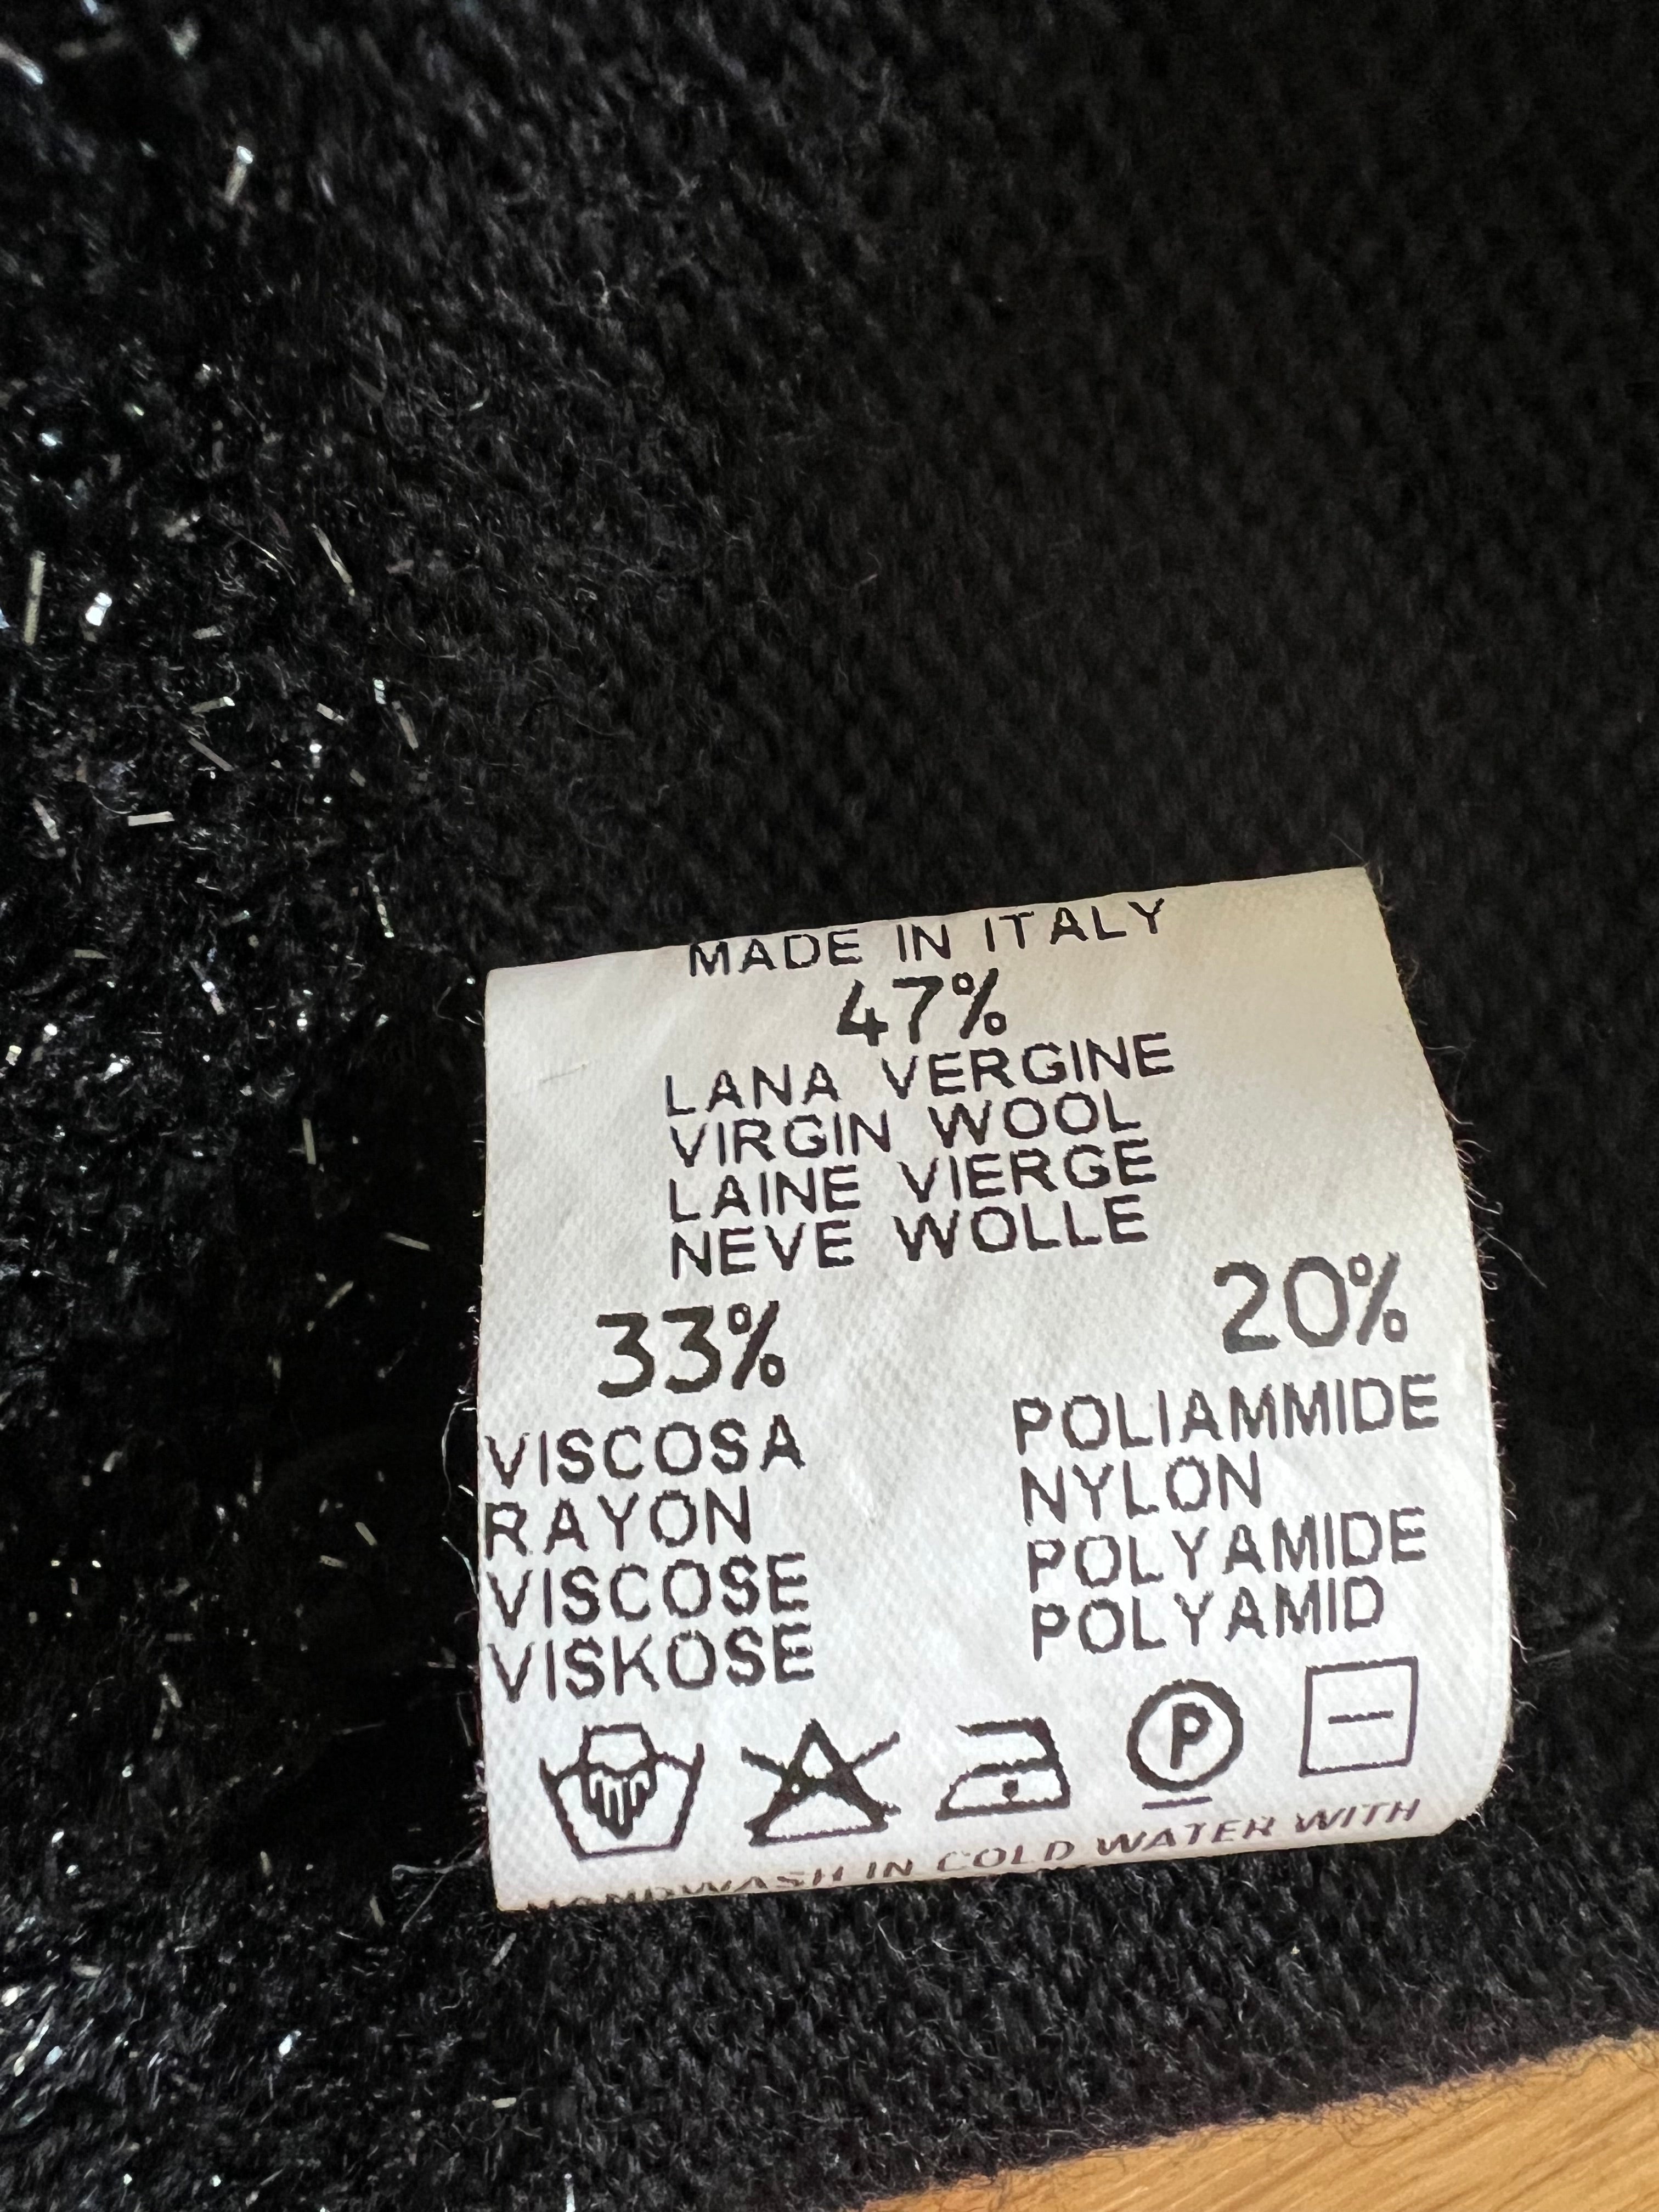 MADE IN ITALY
47%
LANA VERGINE
VIRGIN WOOL
LAINE VIERGE
NEVE WOLLE
33%
VISCOSA
RAYON
VISCOSE
VISKOSE
20%
POLIAMMIDE
NYLON
POLYAMIDE
POLYAMID
P
HANDWASH IN COLD WATER WITH